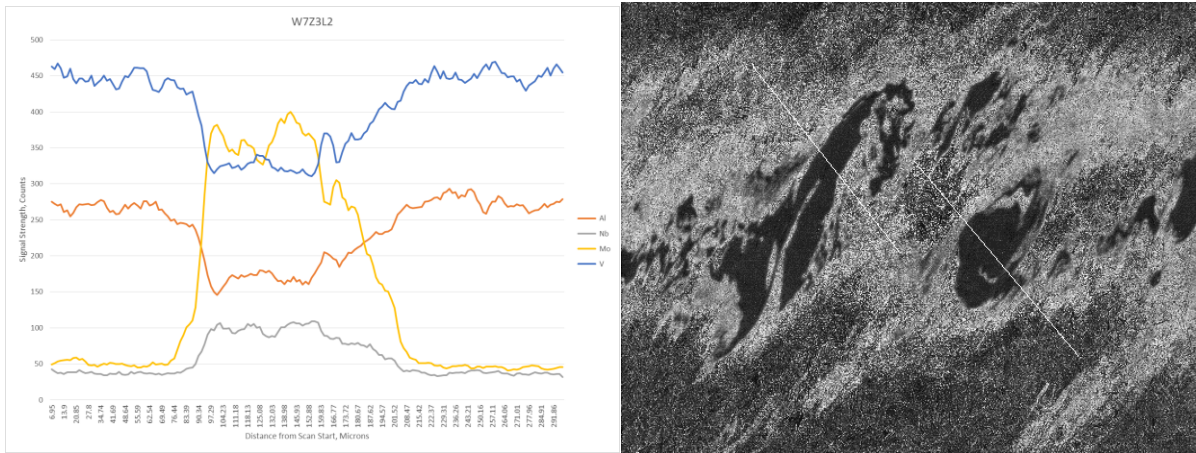 W7Z3L2
500
450
400
350
300
250
200
150
100
50
0
Signal Strength, Counts
Al
Nb
Mo
V
6.95 13.9 20.85 27.8 34.74 41.69 48.64 55.59 62.54 69.49 76.44 83.39 90.34 97.29 104.23 111.18 118.13 125.08 132.03 138.98 145.93 152.88 159.83 166.77 173.72 180.67 187.62 194.57 201.52 208.47 215.42 222.37 229.31 236.26 243.21 250.16 257.11 264.06 271.01 277.96 284.91 291.86
Distance from Scan Start, Microns